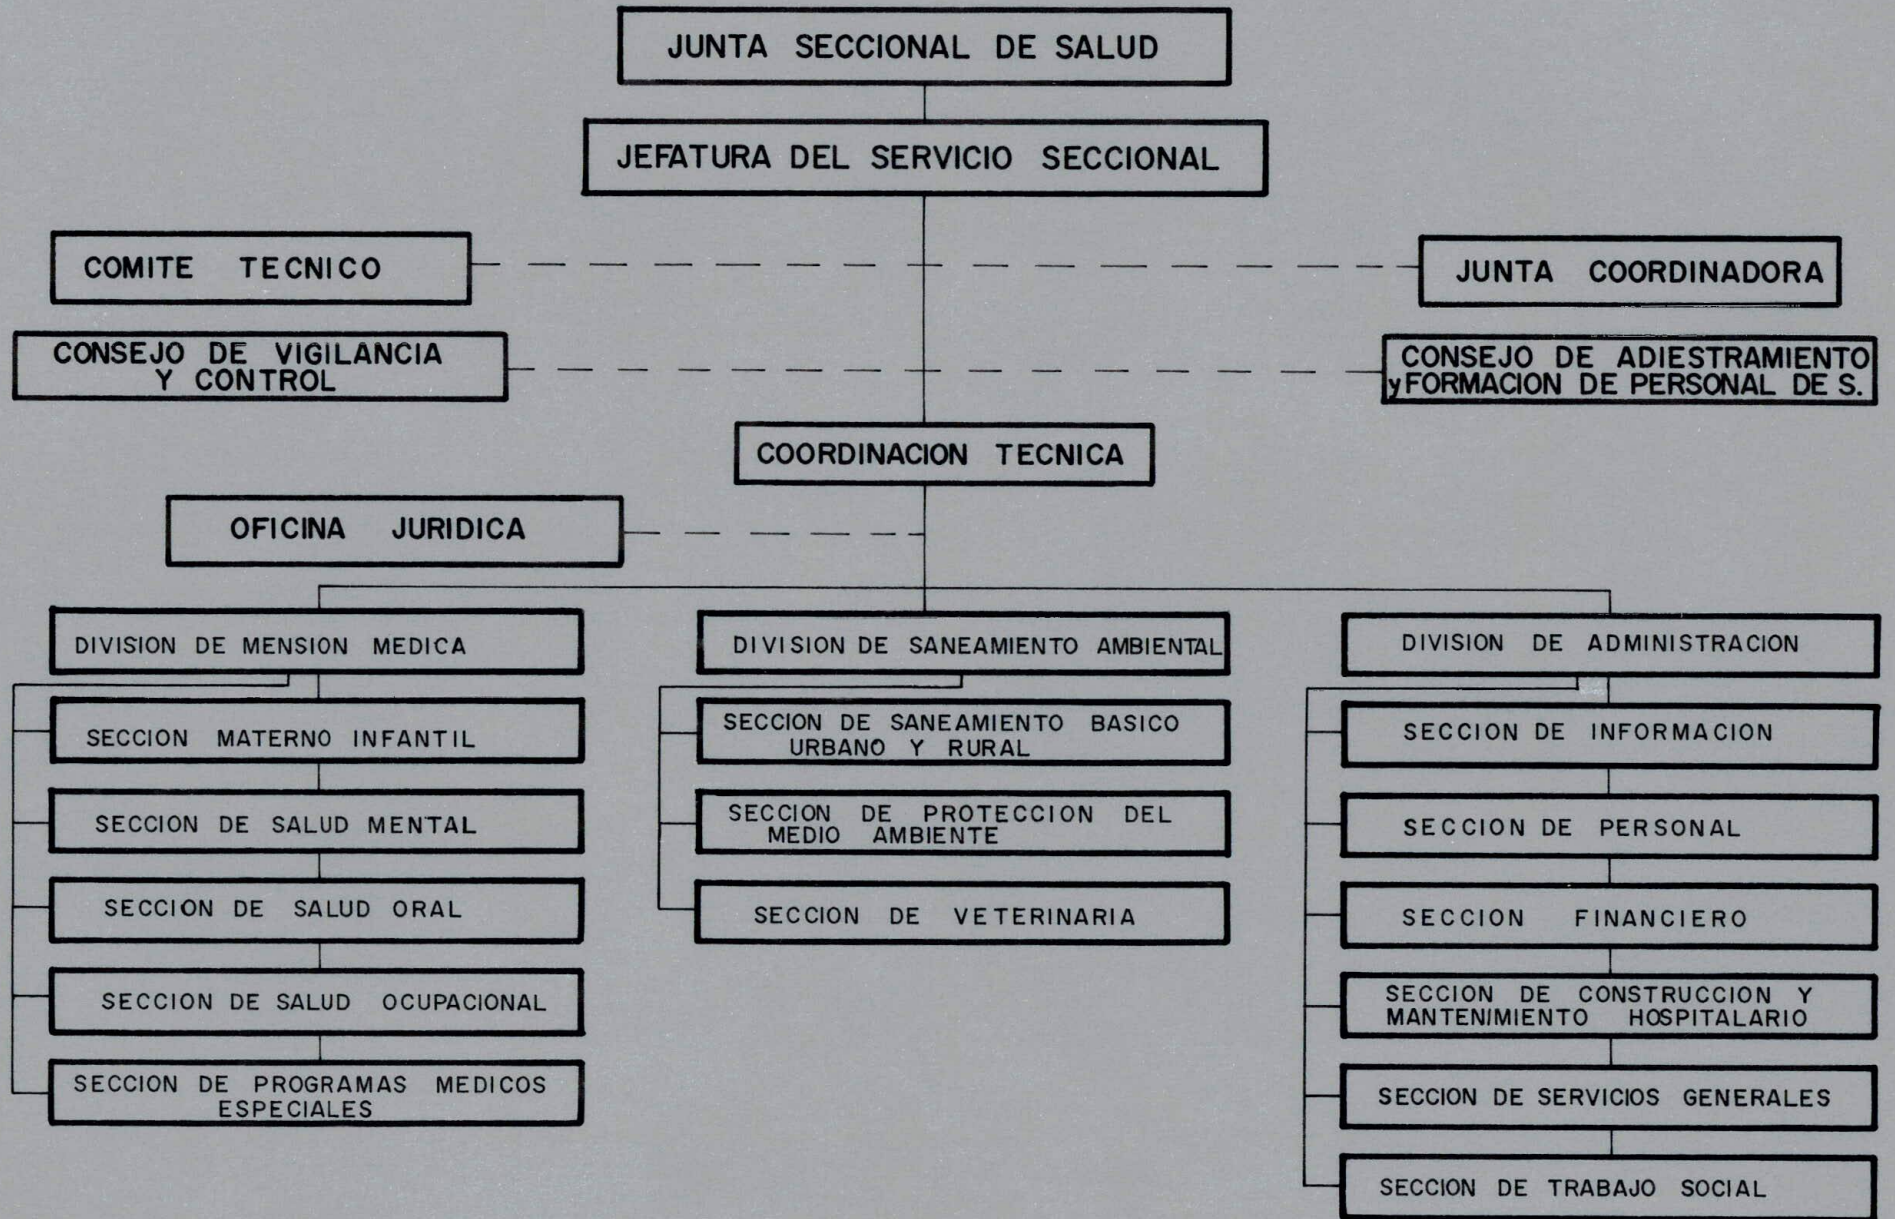 JUNTA SECCIONAL DE SALUD
JEFATURA DEL SERVICIO SECCIONAL
COMITE TECNICO
JUNTA COORDINADORA
CONSEJO DE VIGILANCIA
Y CONTROL
CONSEJO DE ADIESTRAMIENTO
y FORMACION DE PERSONAL DE S.
COORDINACION TECNICA
OFICINA JURIDICA
DIVISION DE MENSION MEDICA
SECCION MATERNO INFANTIL
SECCION DE SALUD MENTAL
SECCION DE SALUD ORAL
SECCION DE SALUD OCUPACIONAL
SECCION DE PROGRAMAS MEDICOS
ESPECIALES
DIVISION DE SANEAMIENTO AMBIENTAL
SECCION DE SANEAMIENTO BASICO
URBANO Y RURAL
SECCION DE PROTECCION DEL
MEDIO AMBIENTE
SECCION DE VETERINARIA
DIVISION DE ADMINISTRACION
SECCION DE INFORMACION
SECCION DE PERSONAL
SECCION FINANCIERO
SECCION DE CONSTRUCCION Y
MANTENIMIENTO HOSPITALARIO
SECCION DE SERVICIOS GENERALES
SECCION DE TRABAJO SOCIAL